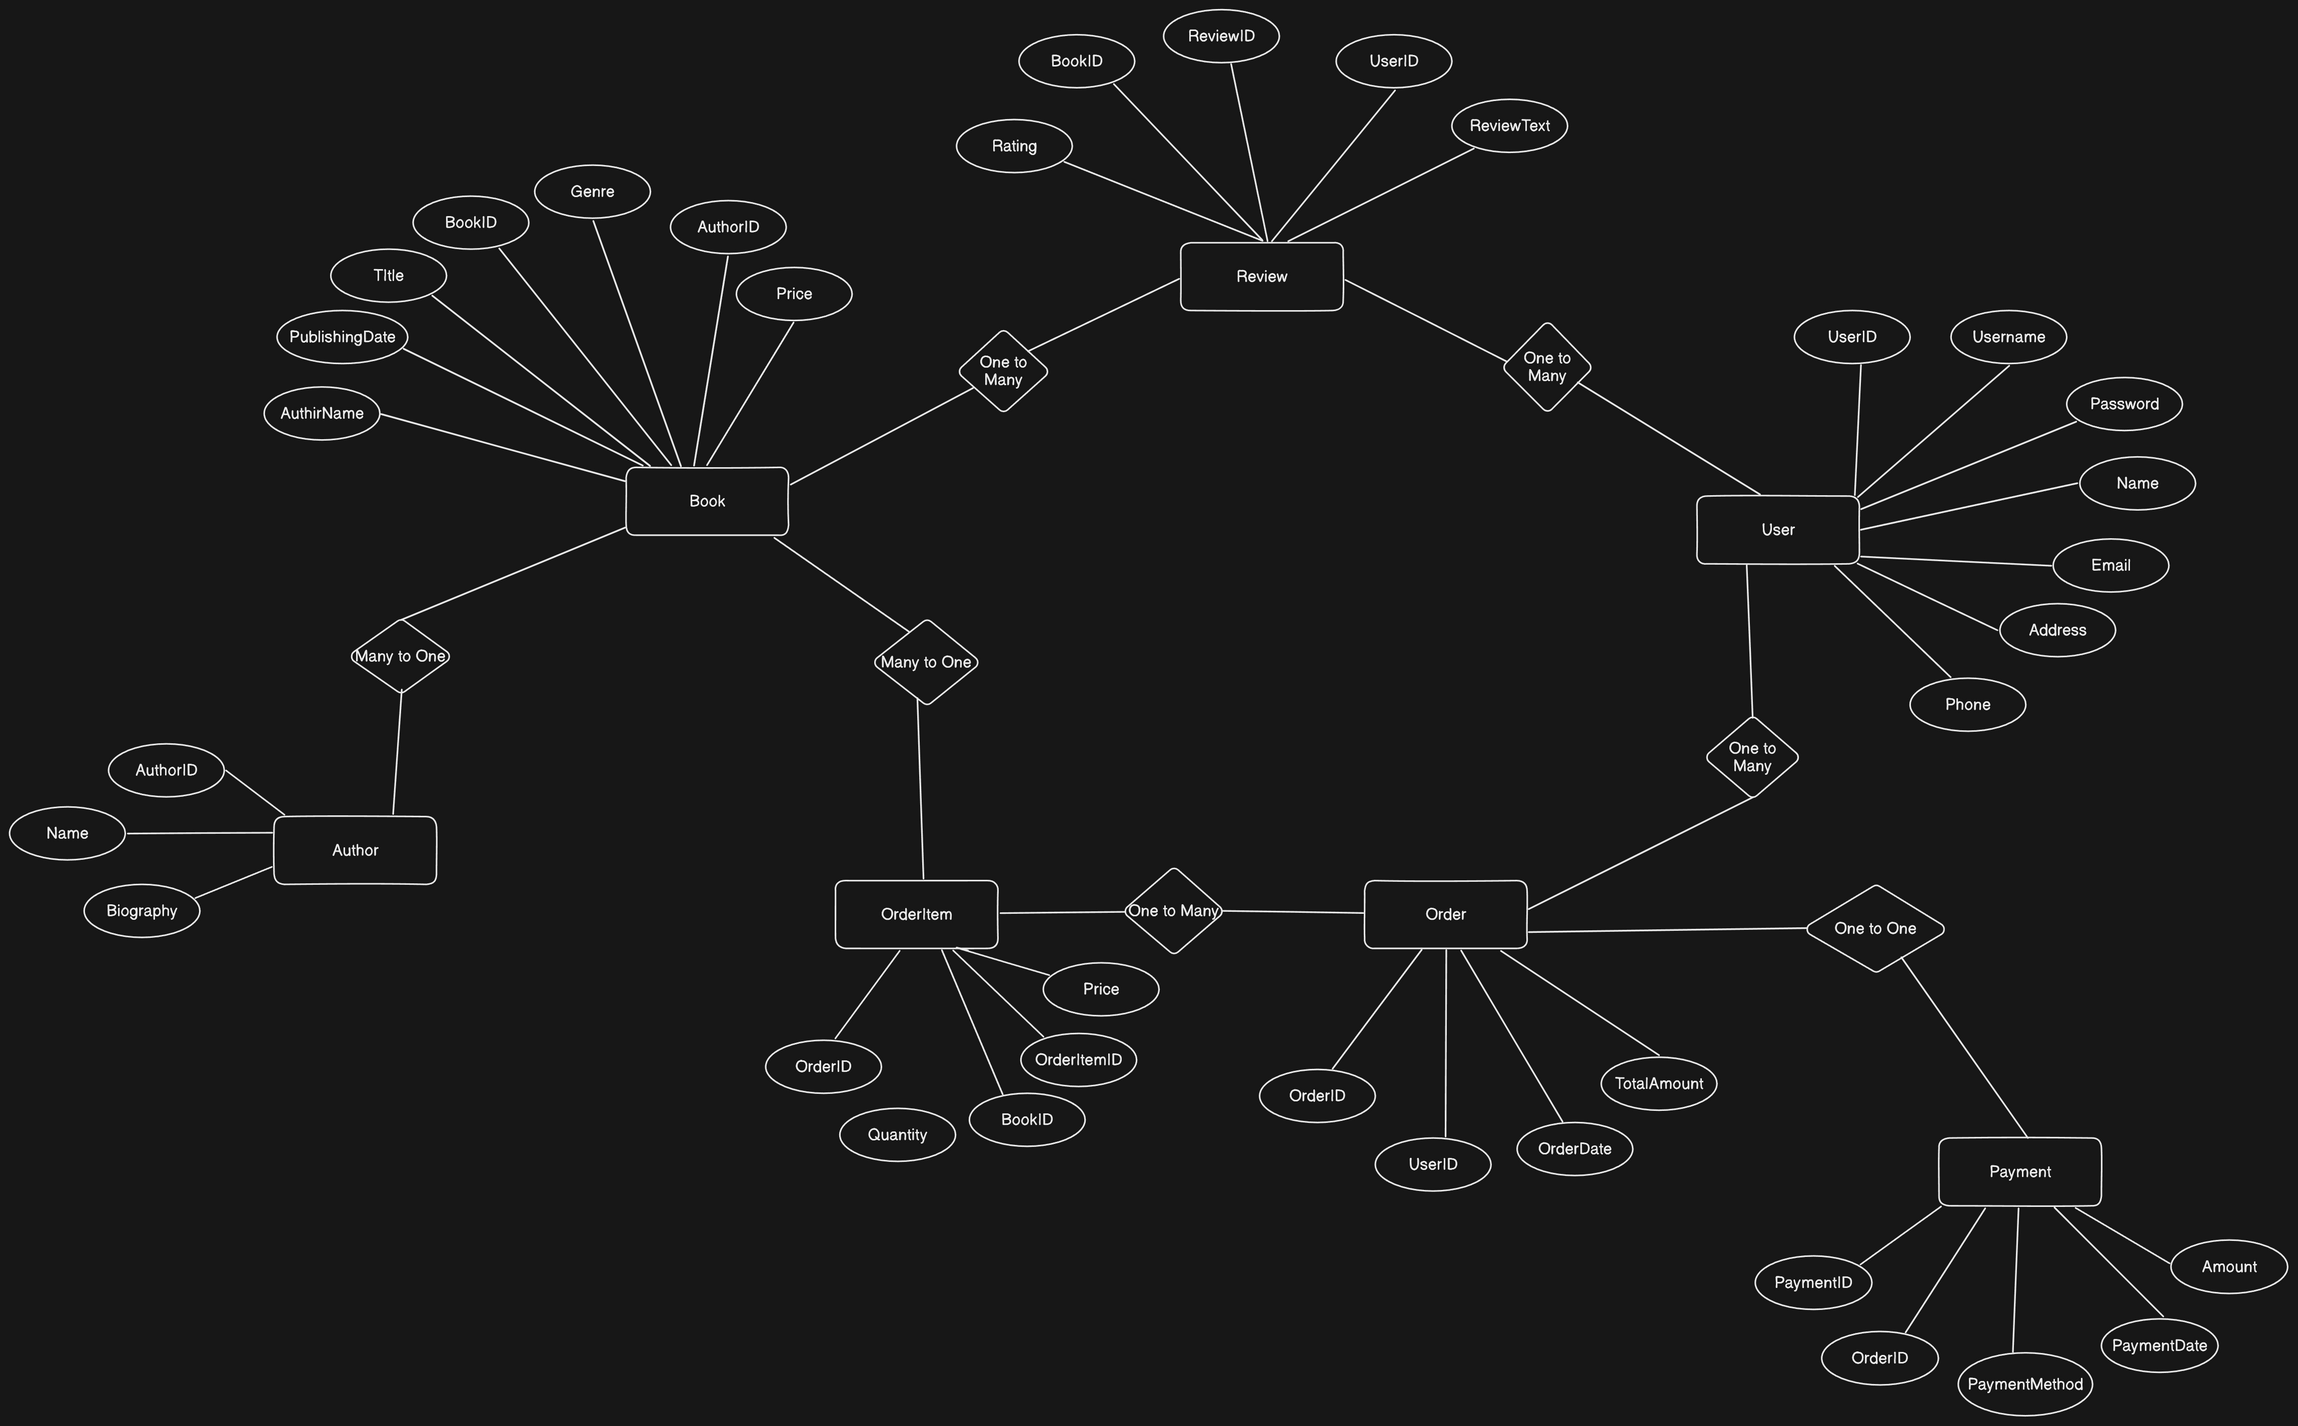 ReviewID
BookID
UserID
ReviewText
Rating
Genre
BookID
AuthorID
TItle
Price
PublishingDate
AuthirName
Review
One to
Many
One to
Many
UserID
Username
Password
Name
Book
User
Email
Address
Phone
Many to One
Many to One
One to
Many
AuthorID
Name
Author
Biography
OrderItem
One to Many
Order
One to One
Price
OrderID
OrderItemID
BookID
Quantity
OrderID
TotalAmount
UserID
OrderDate
Payment
PaymentID
Amount
OrderID
PaymentDate
PaymentMethod